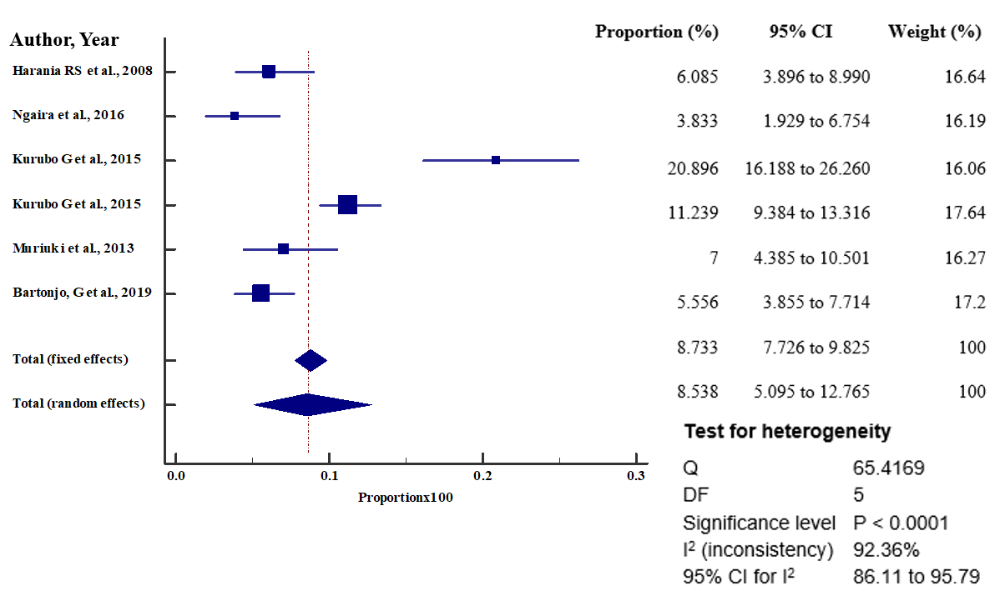 Author, Year Proportion (%) 95% CI Weight (%)
Harania RS et al., 2008 6.085 3.896 to 8.990 16.64
Ngaira et al., 2016 3.833 1.929 to 6.754 16.19
Kurubo G et al., 2015 20.896 16.188 to 26.260 16.06
Kurubo G et al., 2015 11.239 9.384 to 13.316 17.64
Muriuki et al., 2013 7 4.385 to 10.501 16.27
Bartonjo, G et al., 2019 5.556 3.855 to 7.714 17.2
Total (fixed effects) 8.733 7.726 to 9.825 100
Total (random effects) 8.538 5.095 to 12.765 100
0.0 0.1 0.2 0.3
Proportionx100
Test for heterogeneity
Q 65.4169
DF 5
Significance level P < 0.0001
I² (inconsistency) 92.36%
95% CI for I² 86.11 to 95.79